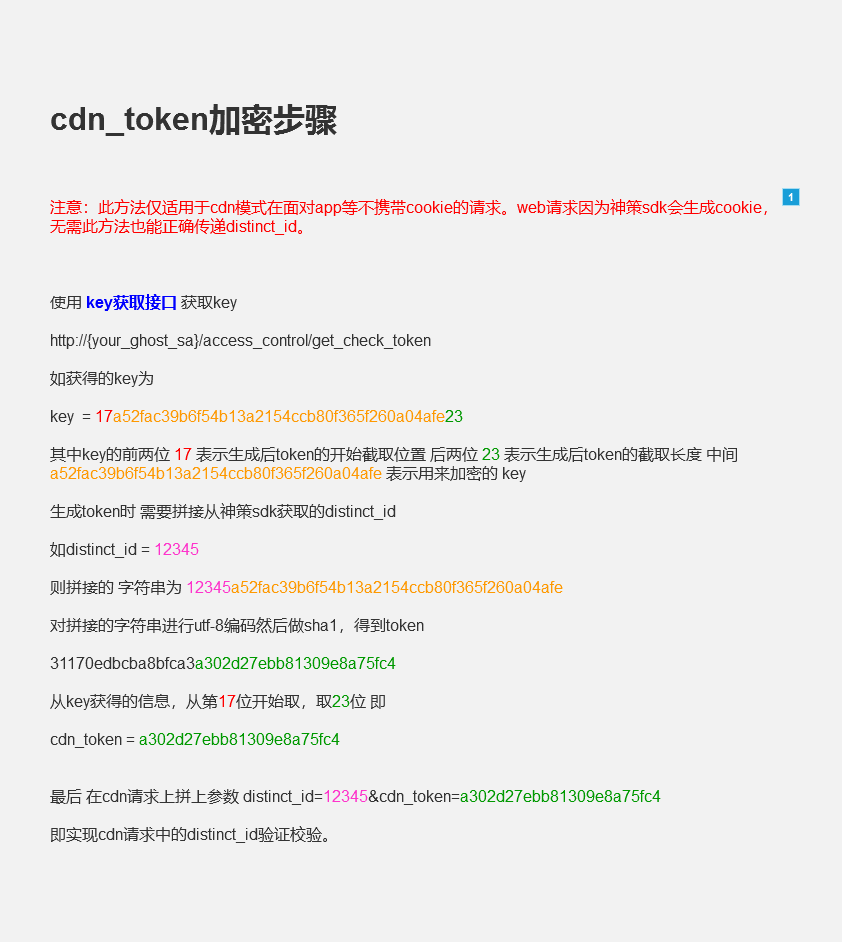 cdn_token加密步骤
1
注意：此方法仅适用于cdn模式在面对app等不携带cookie的请求。web请求因为神策sdk会生成cookie，
无需此方法也能正确传递distinct_id。
使用 key获取接口 获取key
http://{your_ghost_sa}/access_control/get_check_token
如获得的key为
key = 17a52fac39b6f54b13a2154ccb80f365f260a04afe23
其中key的前两位 17 表示生成后token的开始截取位置 后两位 23 表示生成后token的截取长度 中间
a52fac39b6f54b13a2154ccb80f365f260a04afe 表示用来加密的 key
生成token时 需要拼接从神策sdk获取的distinct_id
如distinct_id = 12345
则拼接的 字符串为 12345a52fac39b6f54b13a2154ccb80f365f260a04afe
对拼接的字符串进行utf-8编码然后做sha1，得到token
31170edbcba8bfca3a302d27ebb81309e8a75fc4
从key获得的信息，从第17位开始取，取23位 即
cdn_token = a302d27ebb81309e8a75fc4
最后 在cdn请求上拼上参数 distinct_id=12345&cdn_token=a302d27ebb81309e8a75fc4
即实现cdn请求中的distinct_id验证校验。